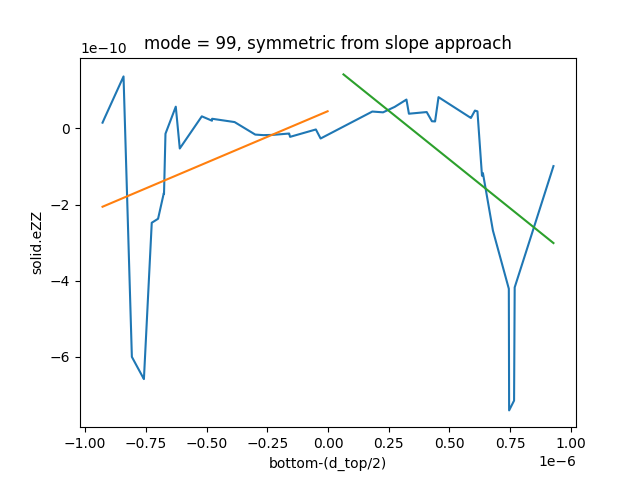 mode = 99, symmetric from slope approach
1e−10
0
−2
−4
−6
solid.eZZ
−1.00 −0.75 −0.50 −0.25 0.00 0.25 0.50 0.75 1.00
bottom-(d_top/2)
1e−6